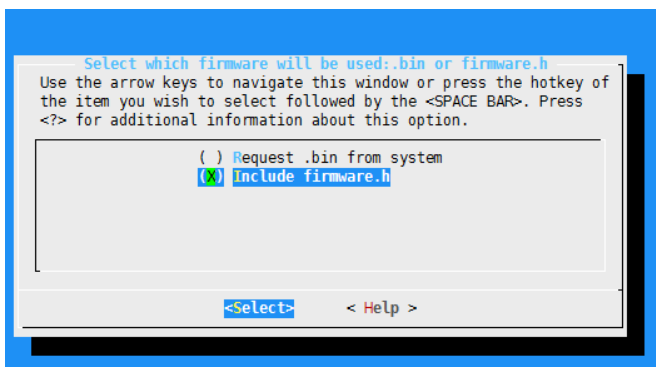 Select which firmware will be used:.bin or firmware.h
Use the arrow keys to navigate this window or press the hotkey of
the item you wish to select followed by the <SPACE BAR>. Press
<?> for additional information about this option.
( ) Request .bin from system
(X) Include firmware.h
<Select> < Help >